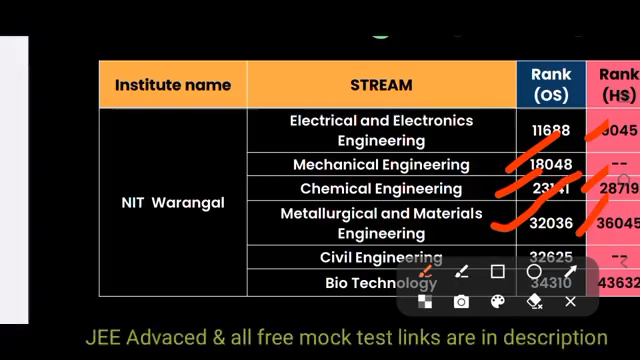 Institute name STREAM Rank (OS) Rank (HS)
Electrical and Electronics Engineering 11688
Mechanical Engineering 18048 --
NIT Warangal
Chemical Engineering 23141 28719
Metallurgical and Materials Engineering 32036 36045
Civil Engineering 32625 --
Bio Technology 34310 43632
JEE Advaced & all free mock test links are in description